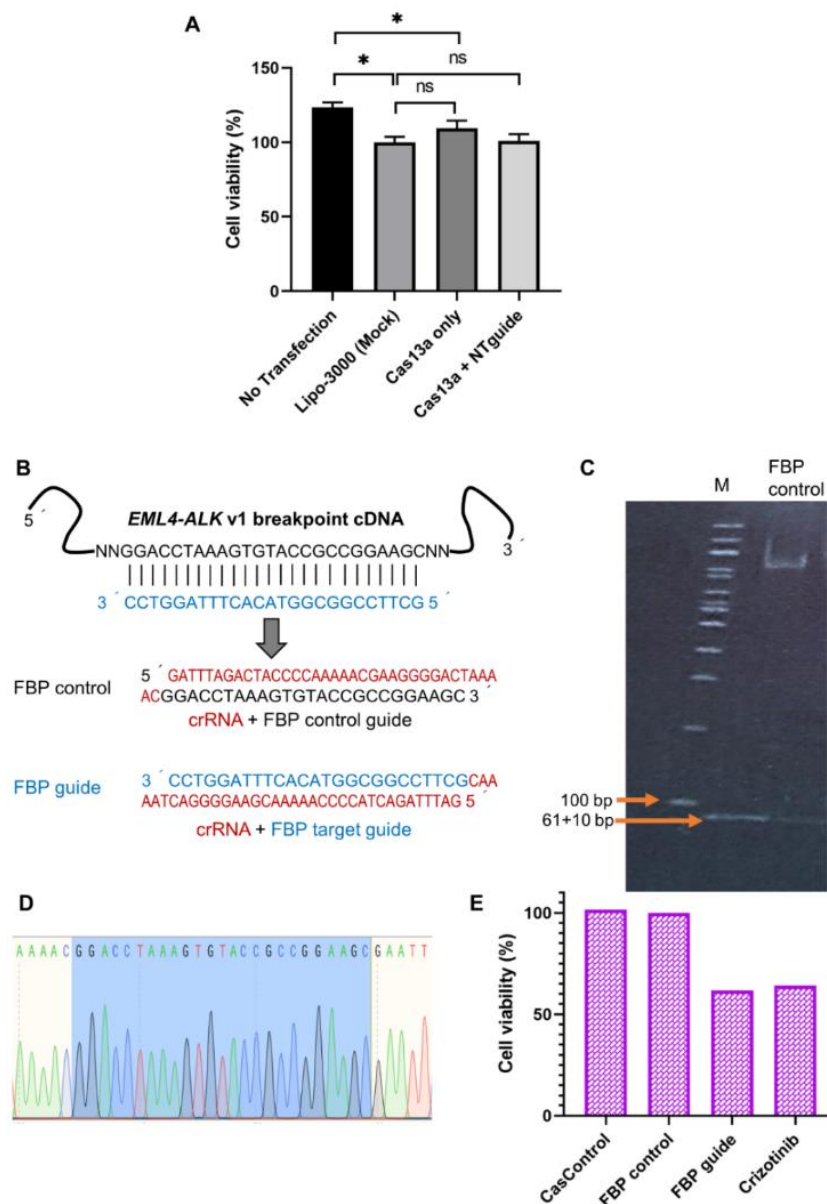 A
*
*
ns
ns
Cell viability (%)
150
100
50
0
No Transfection
Lipo-3000 (Mock)
Cas13a only
Cas13a + NTguide
B
5 ´
EML4-ALK v1 breakpoint cDNA
NNGGACCTAAAGTGTACCGCCGGAAGCNN
3 ´
3 ´ CCTGGATTTCACATGGCGGCCTTCG 5 ´
FBP control
5 ´ GATTTAGACTACCCCAAAAACGAAGGGGACTAAA
ACGGACCTAAAGTGTACCGCCGGAAGC 3 ´
crRNA + FBP control guide
FBP guide
3 ´ CCTGGATTTCACATGGCGGCCTTCGCAA
AATCAGGGGAAGCAAAAACCCCATCAGATTTAG 5 ´
crRNA + FBP target guide
C
M
FBP
control
100 bp
61+10 bp
D
AAAACGGACCTAAAGTGTACCGCCGGAAGCGAATT
E
Cell viability (%)
100
50
0
CasControl
FBP control
FBP guide
Crizotinib